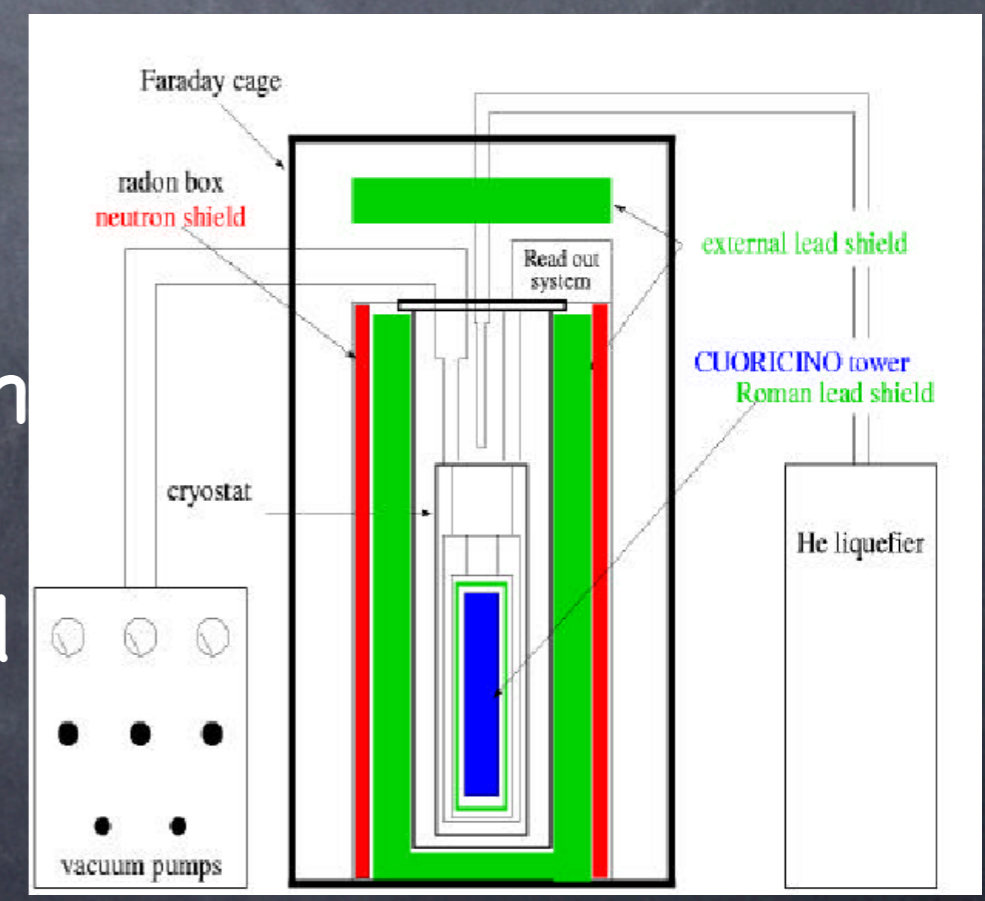 Faraday cage
radon box
neutron shield
Read out
system
external lead shield
CUORICINO tower
Roman lead shield
cryostat
He liquefier
vacuum pumps